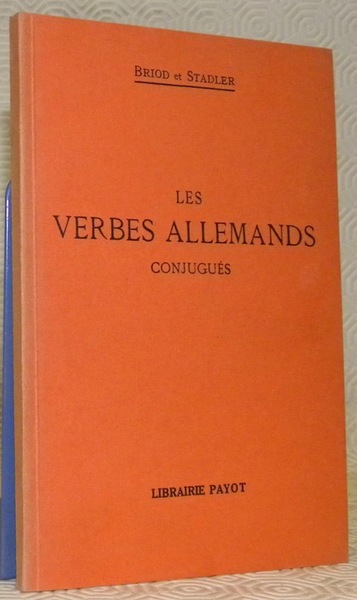 Briod et Stadler
LES
VERBES ALLEMANDS
CONJUGUÉS
LIBRAIRIE PAYOT